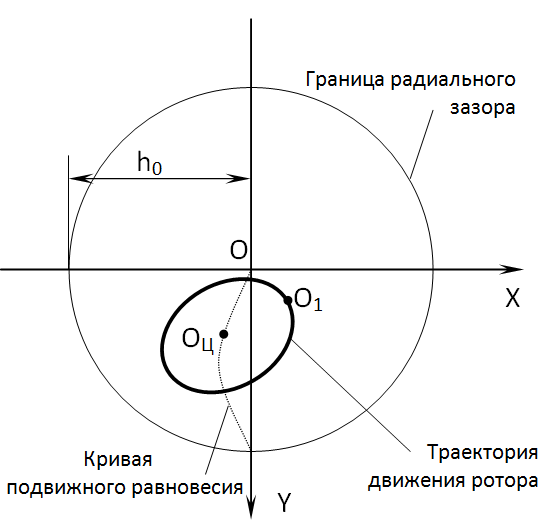 Граница радиального
зазора
h₀
O
X
O₁
Oц
Кривая
подвижного равновесия
Траектория
движения ротора
Y